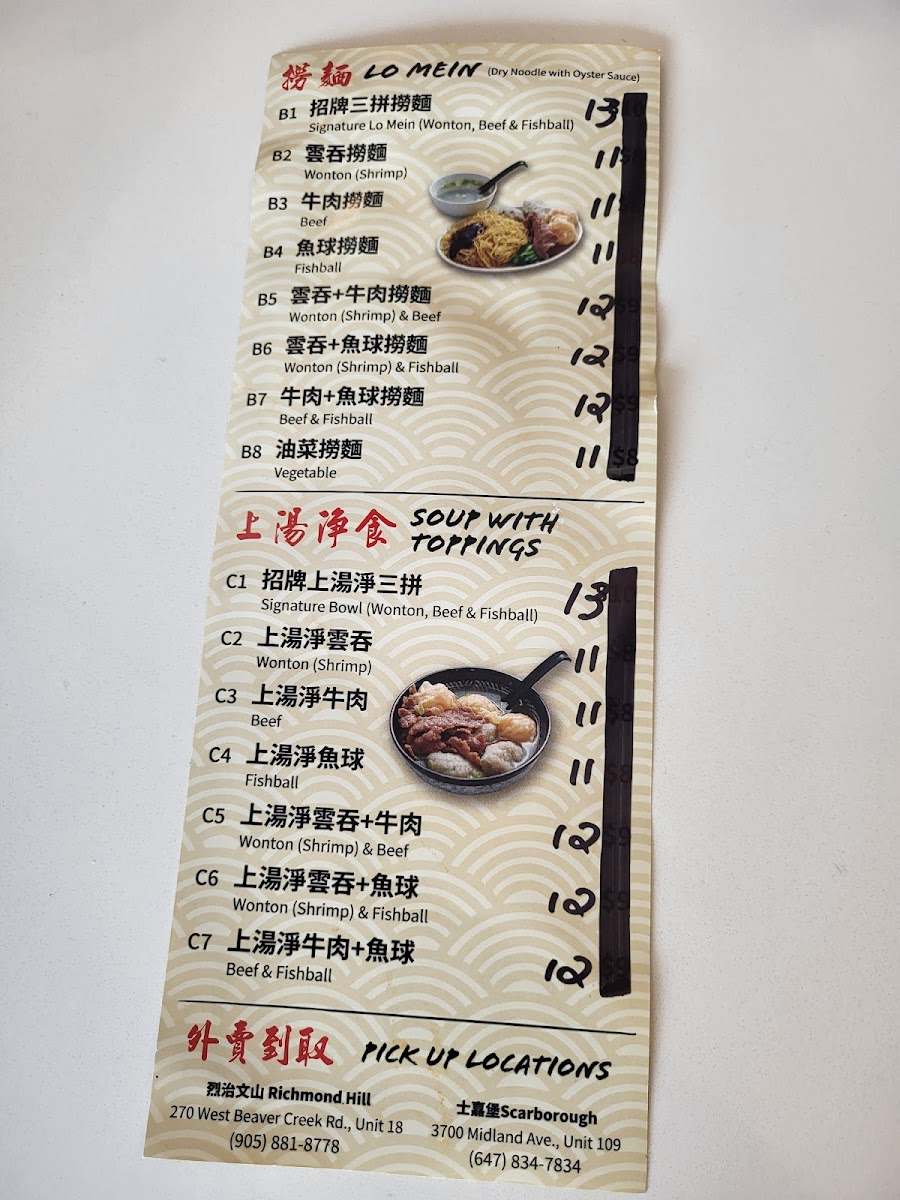 撈麵 LO MEIN (Dry Noodle with Oyster Sauce)
B1 招牌三拼撈麵 13
Signature Lo Mein (Wonton, Beef & Fishball)
B2 雲吞撈麵 11
Wonton (Shrimp)
B3 牛肉撈麵 11
Beef
B4 魚球撈麵 11
Fishball
B5 雲吞+牛肉撈麵 12 $9
Wonton (Shrimp) & Beef
B6 雲吞+魚球撈麵 12 $9
Wonton (Shrimp) & Fishball
B7 牛肉+魚球撈麵 12 $9
Beef & Fishball
B8 油菜撈麵 11 $8
Vegetable
上湯淨食 SOUP WITH
TOPPINGS
C1 招牌上湯淨三拼 13 $10
Signature Bowl (Wonton, Beef & Fishball)
C2 上湯淨雲吞 11 $8
Wonton (Shrimp)
C3 上湯淨牛肉 11 $8
Beef
C4 上湯淨魚球 11 $8
Fishball
C5 上湯淨雲吞+牛肉 12 $9
Wonton (Shrimp) & Beef
C6 上湯淨雲吞+魚球 12 $9
Wonton (Shrimp) & Fishball
C7 上湯淨牛肉+魚球 12 $9
Beef & Fishball
外賣到取 PICK UP LOCATIONS
烈治文山 Richmond Hill
270 West Beaver Creek Rd., Unit 18
(905) 881-8778
士嘉堡Scarborough
3700 Midland Ave., Unit 109
(647) 834-7834